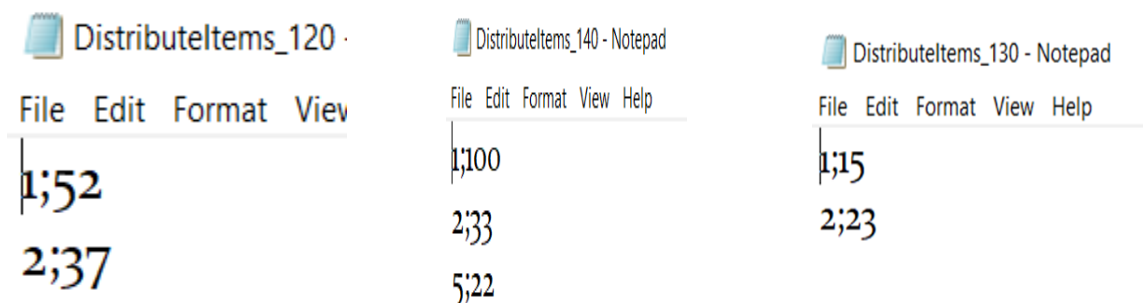 DistributeItems_120 -
File Edit Format View
1;52
2;37
DistributeItems_140 - Notepad
File Edit Format View Help
1;100
2;33
5;22
DistributeItems_130 - Notepad
File Edit Format View Help
1;15
2;23